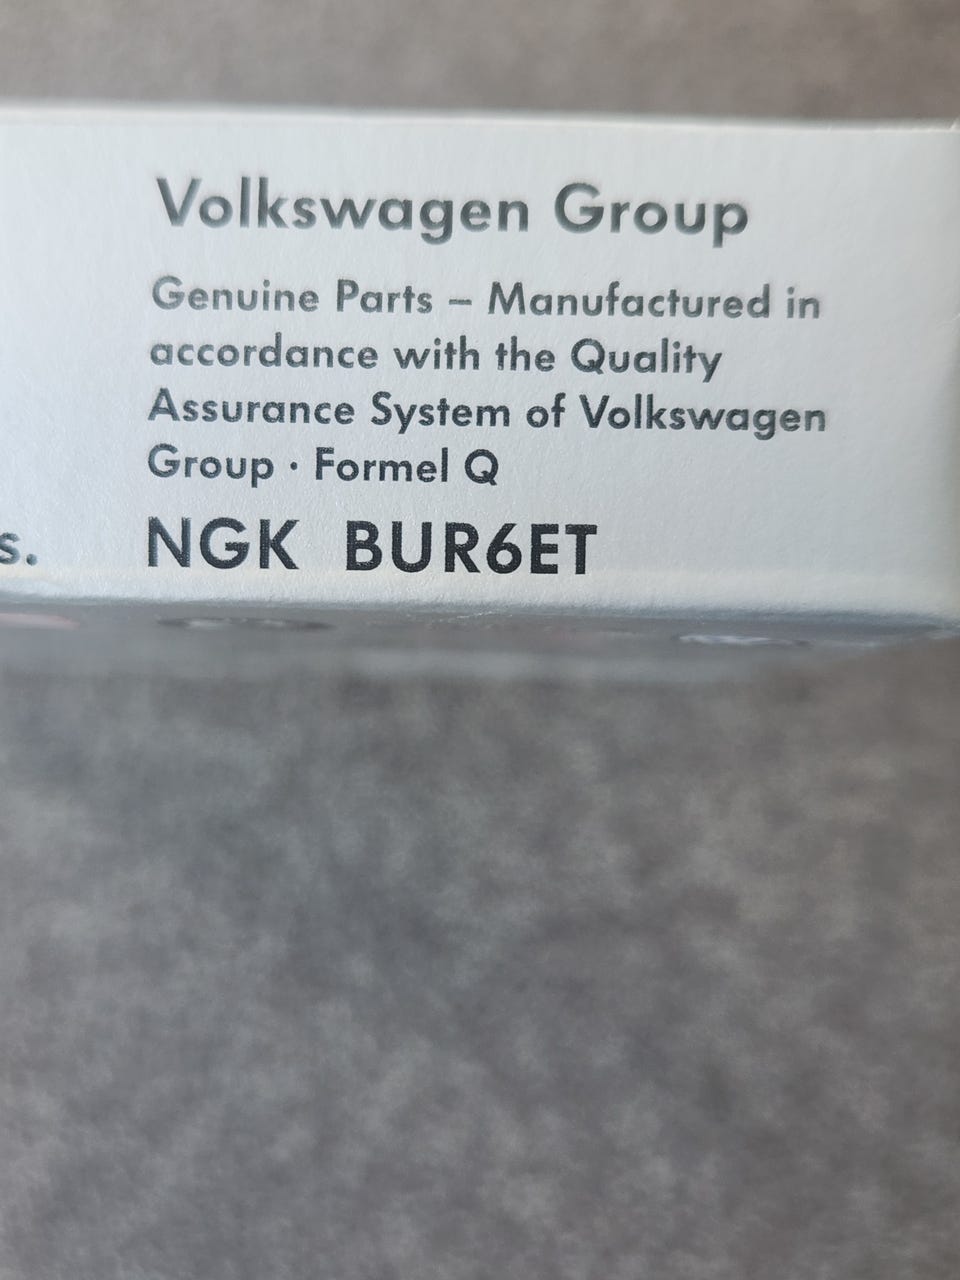 Volkswagen Group
Genuine Parts – Manufactured in
accordance with the Quality
Assurance System of Volkswagen
Group · Formel Q
s. NGK BUR6ET